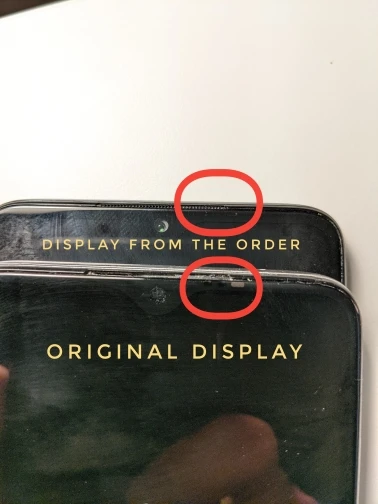 DISPLAY FROM THE ORDER
ORIGINAL DISPLAY